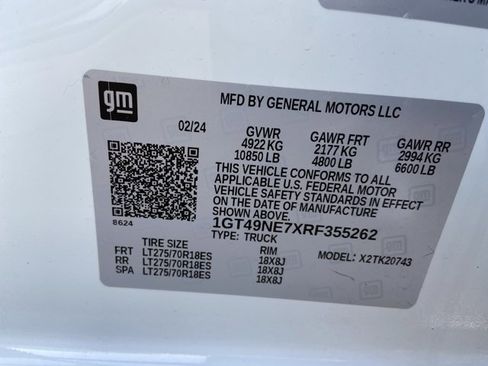 gm
MFD BY GENERAL MOTORS LLC
02/24 GVWR GAWR FRT GAWR RR
4922 KG 2177 KG 2994 KG
10850 LB 4800 LB 6600 LB
THIS VEHICLE CONFORMS TO ALL
APPLICABLE U.S. FEDERAL MOTOR
VEHICLE SAFETY STANDARDS IN EFFECT
ON THE DATE OF MANUFACTURE
8624 1GT49NE7XRF355262
TYPE: TRUCK
TIRE SIZE RIM MODEL: X2TK20743
FRT LT275/70R18ES 18X8J
RR LT275/70R18ES 18X8J
SPA LT275/70R18ES 18X8J